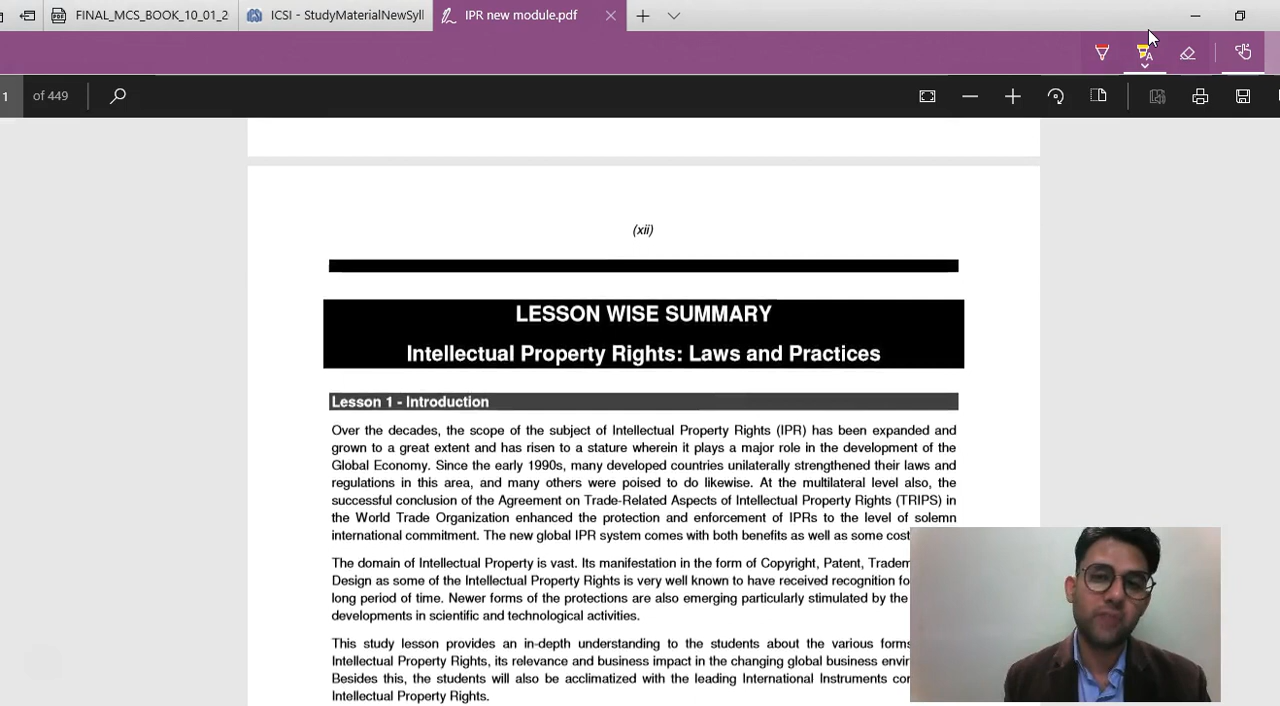 FINAL_MCS_BOOK_10_01_2
ICSI - StudyMaterialNewSyll
IPR new module.pdf
1 of 449
(xii)
LESSON WISE SUMMARY
Intellectual Property Rights: Laws and Practices
Lesson 1 - Introduction
Over the decades, the scope of the subject of Intellectual Property Rights (IPR) has been expanded and
grown to a great extent and has risen to a stature wherein it plays a major role in the development of the
Global Economy. Since the early 1990s, many developed countries unilaterally strengthened their laws and
regulations in this area, and many others were poised to do likewise. At the multilateral level also, the
successful conclusion of the Agreement on Trade-Related Aspects of Intellectual Property Rights (TRIPS) in
the World Trade Organization enhanced the protection and enforcement of IPRs to the level of solemn
international commitment. The new global IPR system comes with both benefits as well as some cost
The domain of Intellectual Property is vast. Its manifestation in the form of Copyright, Patent, Tradem
Design as some of the Intellectual Property Rights is very well known to have received recognition fo
long period of time. Newer forms of the protections are also emerging particularly stimulated by the
developments in scientific and technological activities.
This study lesson provides an in-depth understanding to the students about the various forms
Intellectual Property Rights, its relevance and business impact in the changing global business envir
Besides this, the students will also be acclimatized with the leading International Instruments co
Intellectual Property Rights.